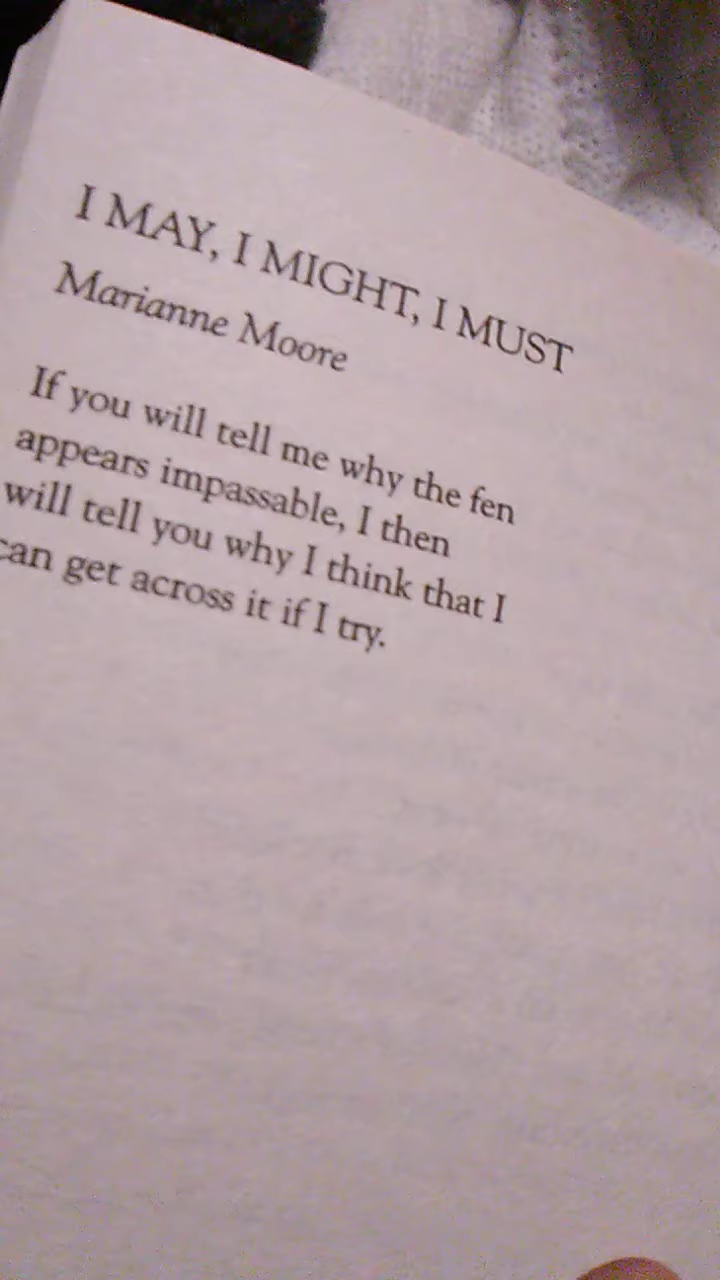 I MAY, I MIGHT, I MUST
Marianne Moore
If you will tell me why the fen
appears impassable, I then
will tell you why I think that I
can get across it if I try.